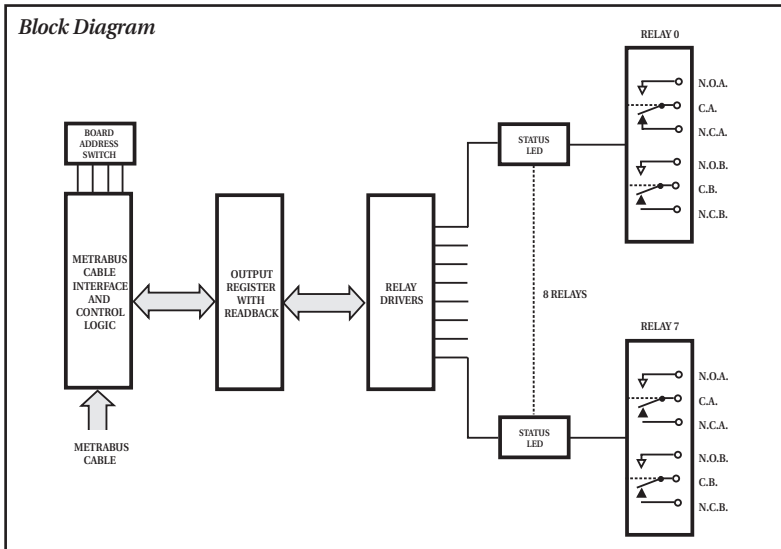 Block Diagram
RELAY 0
N.O.A.
C.A.
N.C.A.
N.O.B.
C.B.
N.C.B.
BOARD
ADDRESS
SWITCH
STATUS
LED
METRABUS
CABLE
INTERFACE
AND
CONTROL
LOGIC
OUTPUT
REGISTER
WITH
READBACK
RELAY
DRIVERS
8 RELAYS
RELAY 7
N.O.A.
C.A.
N.C.A.
N.O.B.
C.B.
N.C.B.
STATUS
LED
METRABUS
CABLE